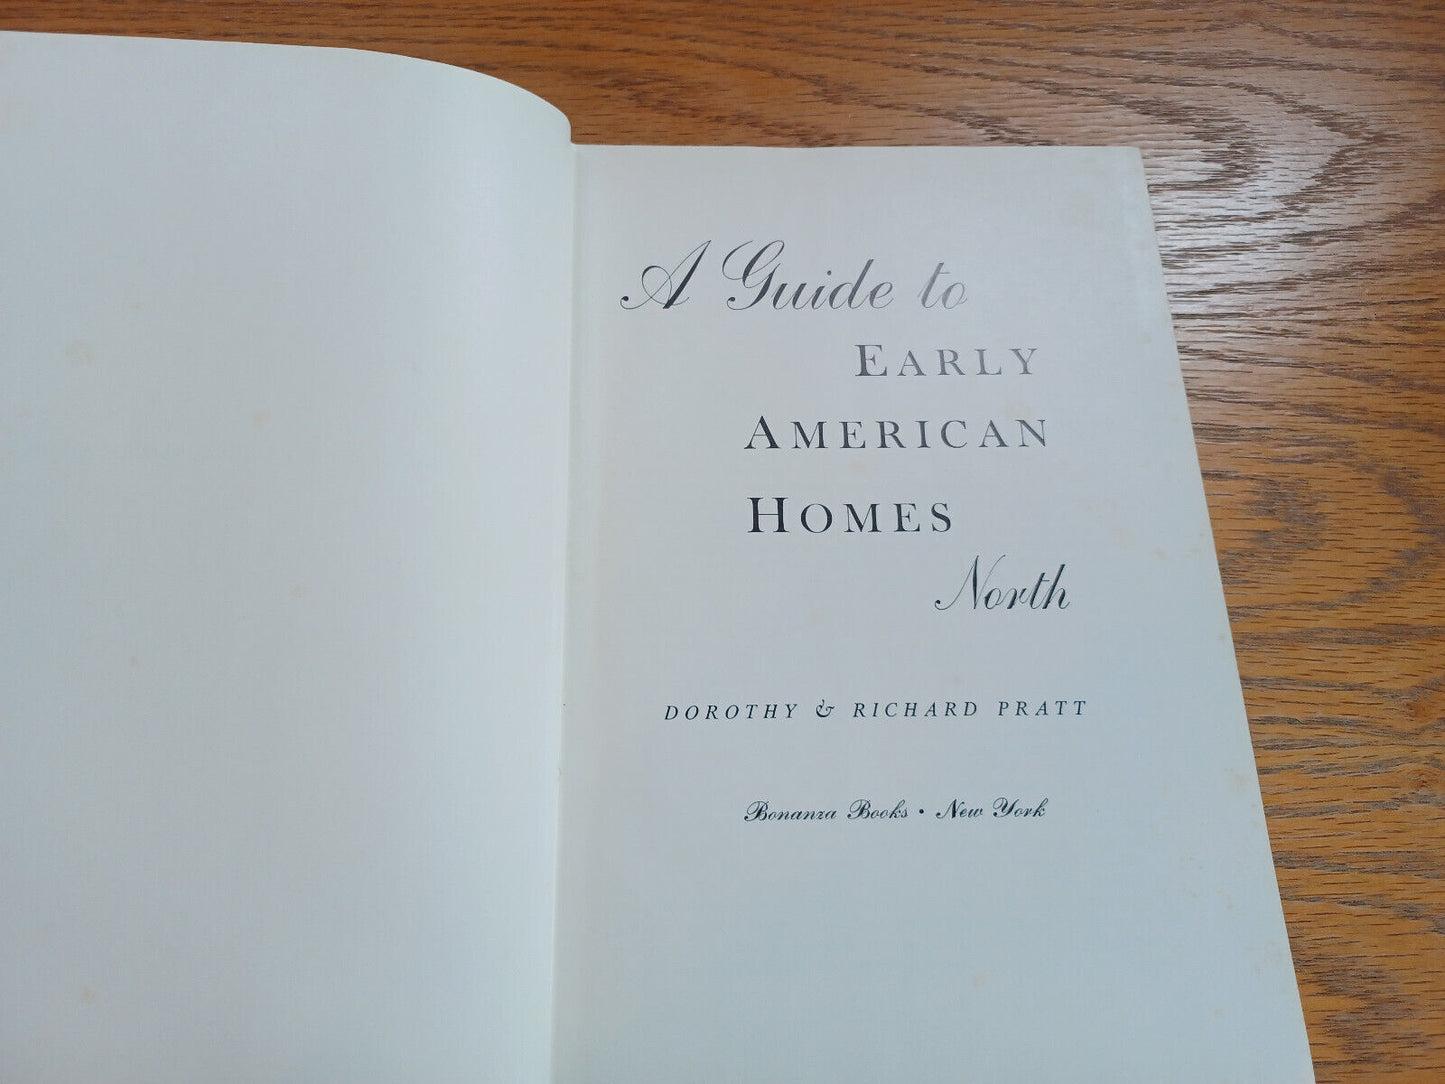 A Guide to
EARLY
AMERICAN
HOMES
North
DOROTHY & RICHARD PRATT
Bonanza Books • New York